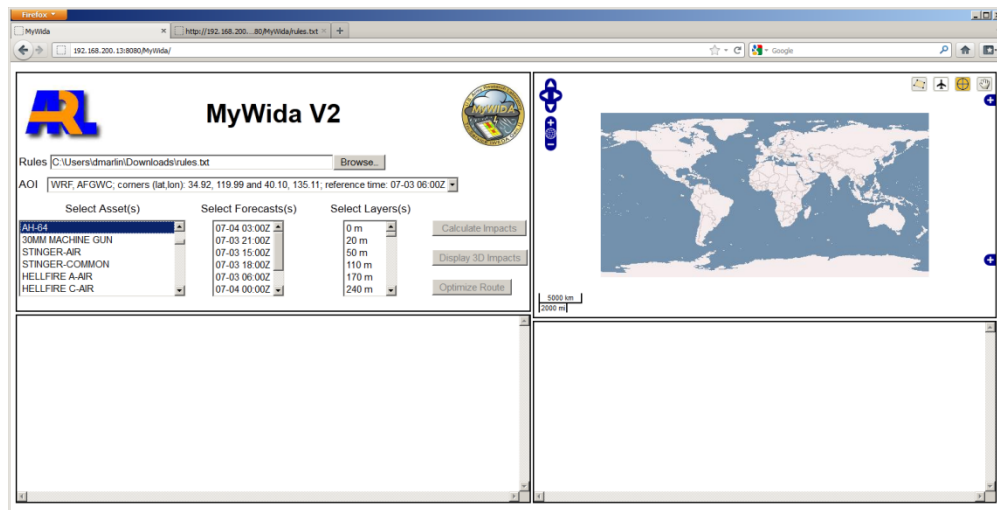 Firefox
MyWida
http://192.168.200....80/MyWida/rules.txt
192.168.200.13:8080/MyWida/
Google
ARL
MyWida V2
MyWIDA
Rules C:\Users\dmarlin\Downloads\rules.txt Browse..
AOI WRF, AFGWC; corners (lat,lon): 34.92, 119.99 and 40.10, 135.11; reference time: 07-03 06:00Z
Select Asset(s) Select Forecasts(s) Select Layers(s)
AH-64 07-04 03:00Z 0 m Calculate Impacts
30MM MACHINE GUN 07-03 21:00Z 20 m
STINGER-AIR 07-03 15:00Z 50 m
STINGER-COMMON 07-03 18:00Z 110 m Display 3D Impacts
HELLFIRE A-AIR 07-03 06:00Z 170 m
HELLFIRE C-AIR 07-04 00:00Z 240 m Optimize Route
5000 km
2000 mi